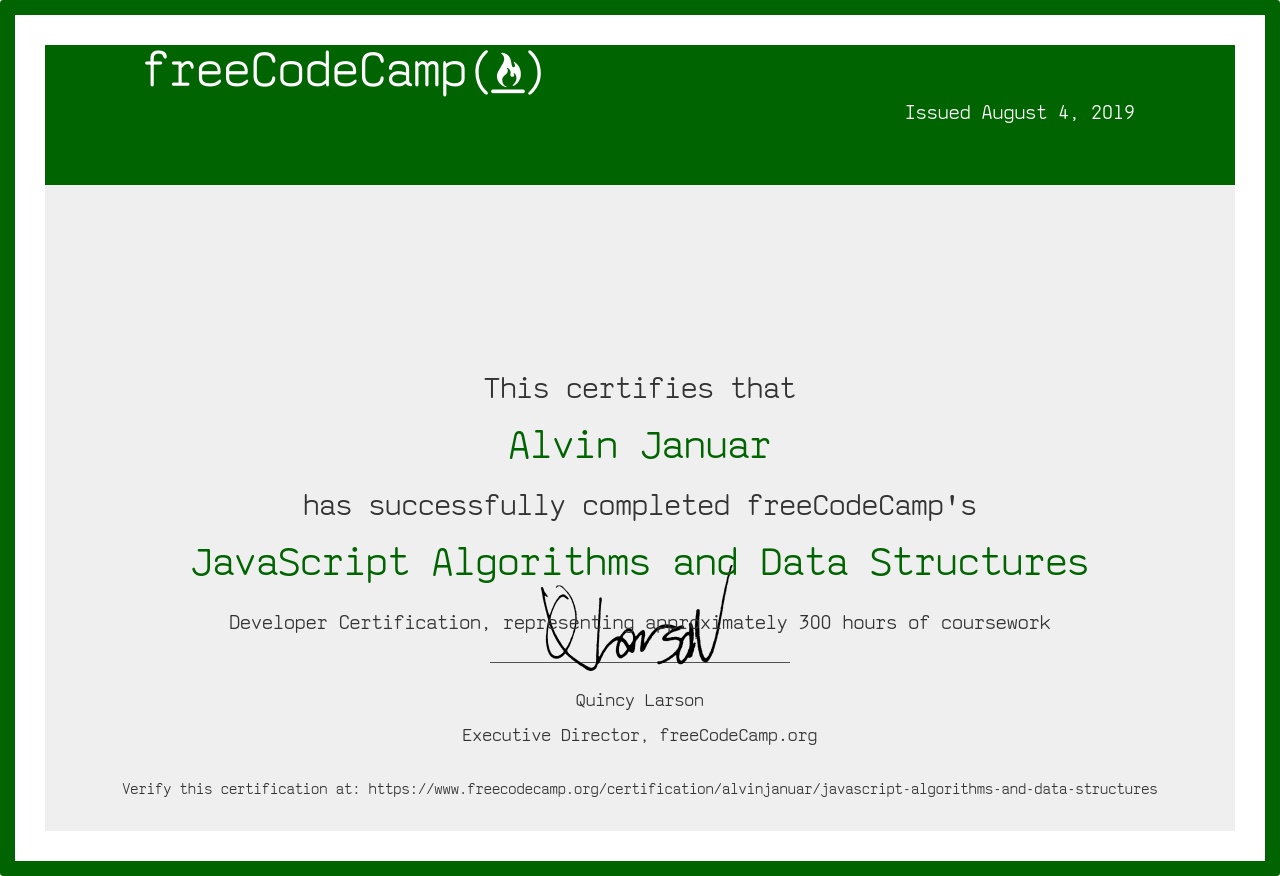 freeCodeCamp(🔥)
Issued August 4, 2019
This certifies that
Alvin Januar
has successfully completed freeCodeCamp's
JavaScript Algorithms and Data Structures
Developer Certification, representing approximately 300 hours of coursework
Q Larson
Quincy Larson
Executive Director, freeCodeCamp.org
Verify this certification at: https://www.freecodecamp.org/certification/alvinjanuar/javascript-algorithms-and-data-structures